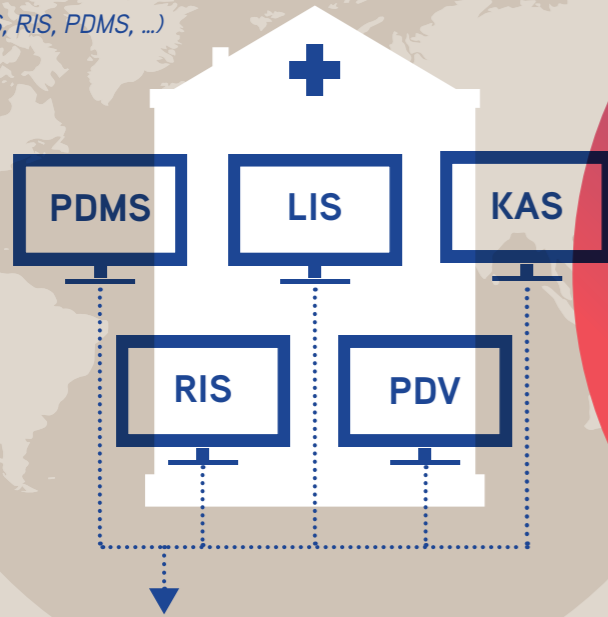 , RIS, PDMS, ...)
PDMS
LIS
KAS
RIS
PDV